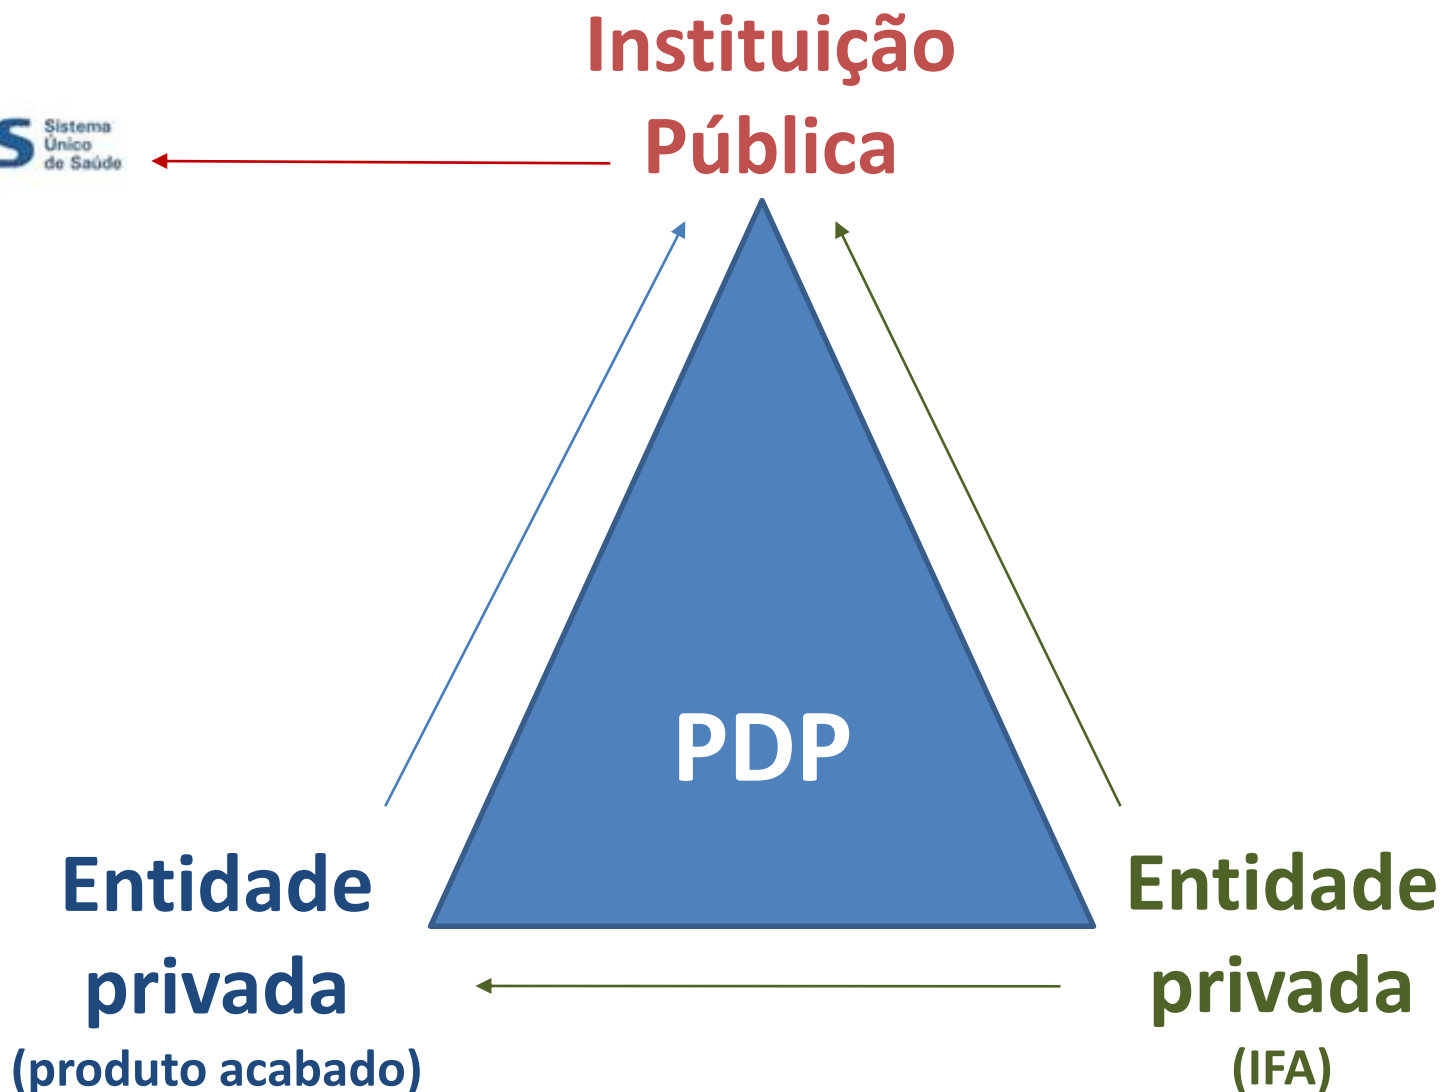 Instituição
Pública
S
Sistema
Único
de Saúde
PDP
Entidade
privada
(produto acabado)
Entidade
privada
(IFA)